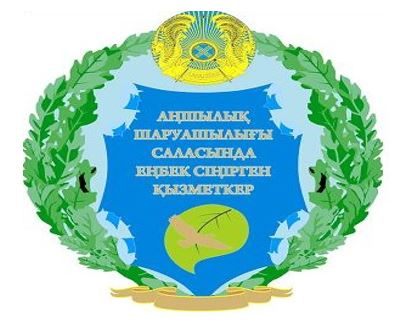 АҢШЫЛЫҚ
ШАРУАШЫЛЫҒЫ
САЛАСЫНДА
ЕҢБЕК СІҢІРГЕН
ҚЫЗМЕТКЕР